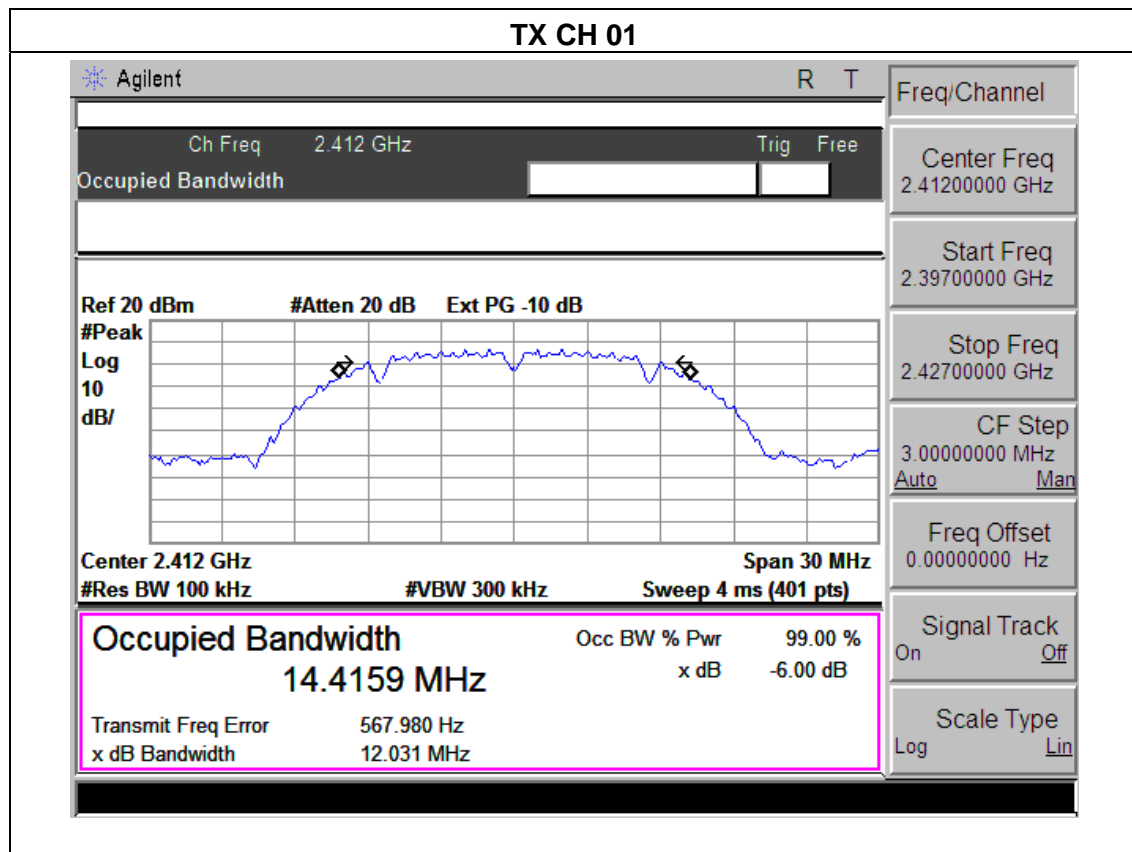 TX CH 01
Agilent R T
Freq/Channel
Ch Freq 2.412 GHz Trig Free
Occupied Bandwidth
Center Freq
2.41200000 GHz
Start Freq
2.39700000 GHz
Stop Freq
2.42700000 GHz
CF Step
3.00000000 MHz
Auto Man
Freq Offset
0.00000000 Hz
Signal Track
On Off
Scale Type
Log Lin
Ref 20 dBm #Atten 20 dB Ext PG -10 dB
#Peak
Log
10
dB/
Center 2.412 GHz Span 30 MHz
#Res BW 100 kHz #VBW 300 kHz Sweep 4 ms (401 pts)
Occupied Bandwidth Occ BW % Pwr 99.00 %
14.4159 MHz x dB -6.00 dB
Transmit Freq Error 567.980 Hz
x dB Bandwidth 12.031 MHz